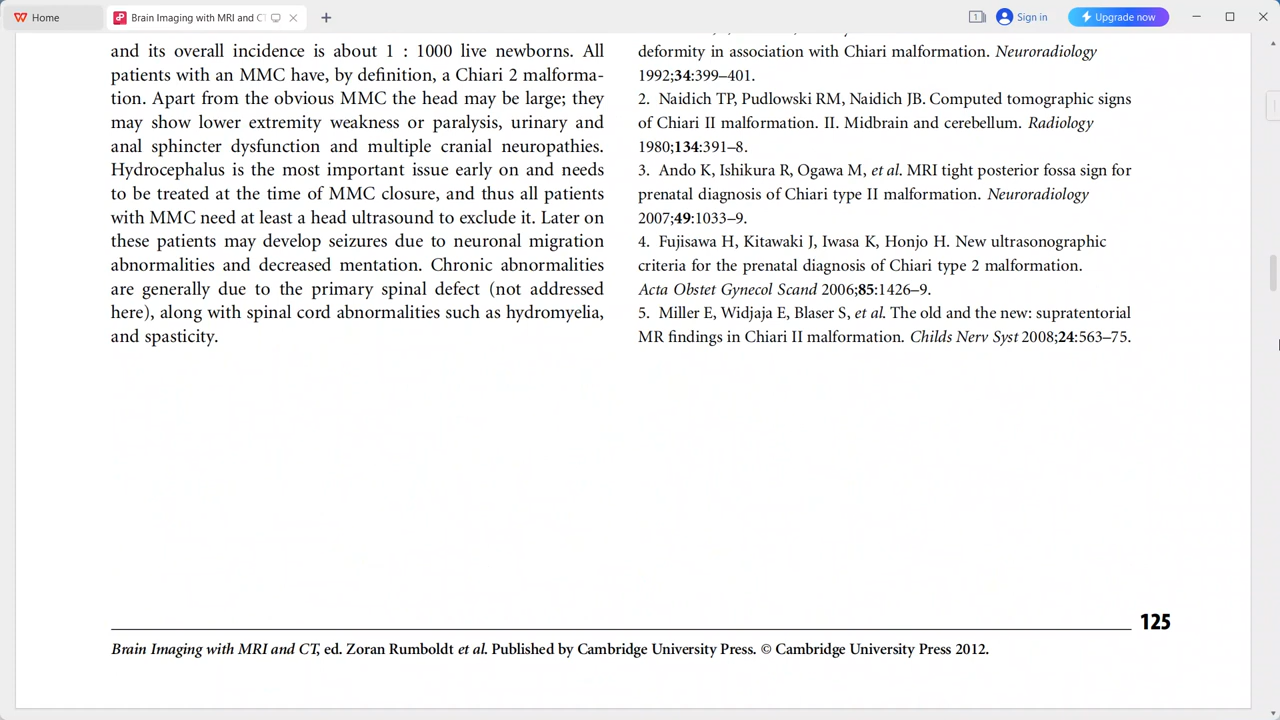 Home
Brain Imaging with MRI and C
1
Sign in
Upgrade now
and its overall incidence is about 1 : 1000 live newborns. All
patients with an MMC have, by definition, a Chiari 2 malforma-
tion. Apart from the obvious MMC the head may be large; they
may show lower extremity weakness or paralysis, urinary and
anal sphincter dysfunction and multiple cranial neuropathies.
Hydrocephalus is the most important issue early on and needs
to be treated at the time of MMC closure, and thus all patients
with MMC need at least a head ultrasound to exclude it. Later on
these patients may develop seizures due to neuronal migration
abnormalities and decreased mentation. Chronic abnormalities
are generally due to the primary spinal defect (not addressed
here), along with spinal cord abnormalities such as hydromyelia,
and spasticity.
deformity in association with Chiari malformation. Neuroradiology
1992;34:399–401.
2. Naidich TP, Pudlowski RM, Naidich JB. Computed tomographic signs
of Chiari II malformation. II. Midbrain and cerebellum. Radiology
1980;134:391–8.
3. Ando K, Ishikura R, Ogawa M, et al. MRI tight posterior fossa sign for
prenatal diagnosis of Chiari type II malformation. Neuroradiology
2007;49:1033–9.
4. Fujisawa H, Kitawaki J, Iwasa K, Honjo H. New ultrasonographic
criteria for the prenatal diagnosis of Chiari type 2 malformation.
Acta Obstet Gynecol Scand 2006;85:1426–9.
5. Miller E, Widjaja E, Blaser S, et al. The old and the new: supratentorial
MR findings in Chiari II malformation. Childs Nerv Syst 2008;24:563–75.
125
Brain Imaging with MRI and CT, ed. Zoran Rumboldt et al. Published by Cambridge University Press. © Cambridge University Press 2012.